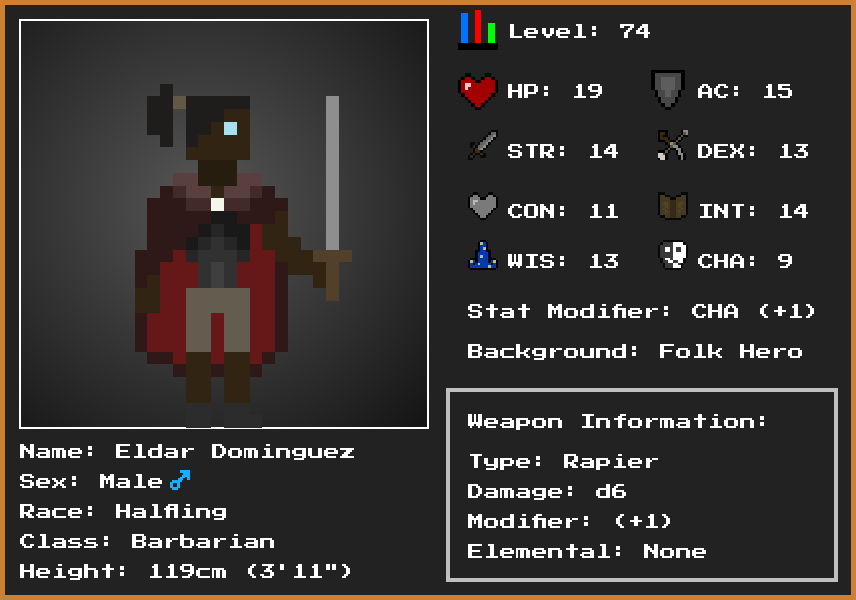 Level: 74
HP: 19
AC: 15
STR: 14
DEX: 13
CON: 11
INT: 14
WIS: 13
CHA: 9
Stat Modifier: CHA (+1)
Background: Folk Hero
Weapon Information:
Type: Rapier
Damage: d6
Modifier: (+1)
Elemental: None
Name: Eldar Dominguez
Sex: Male♂
Race: Halfling
Class: Barbarian
Height: 119cm (3'11")